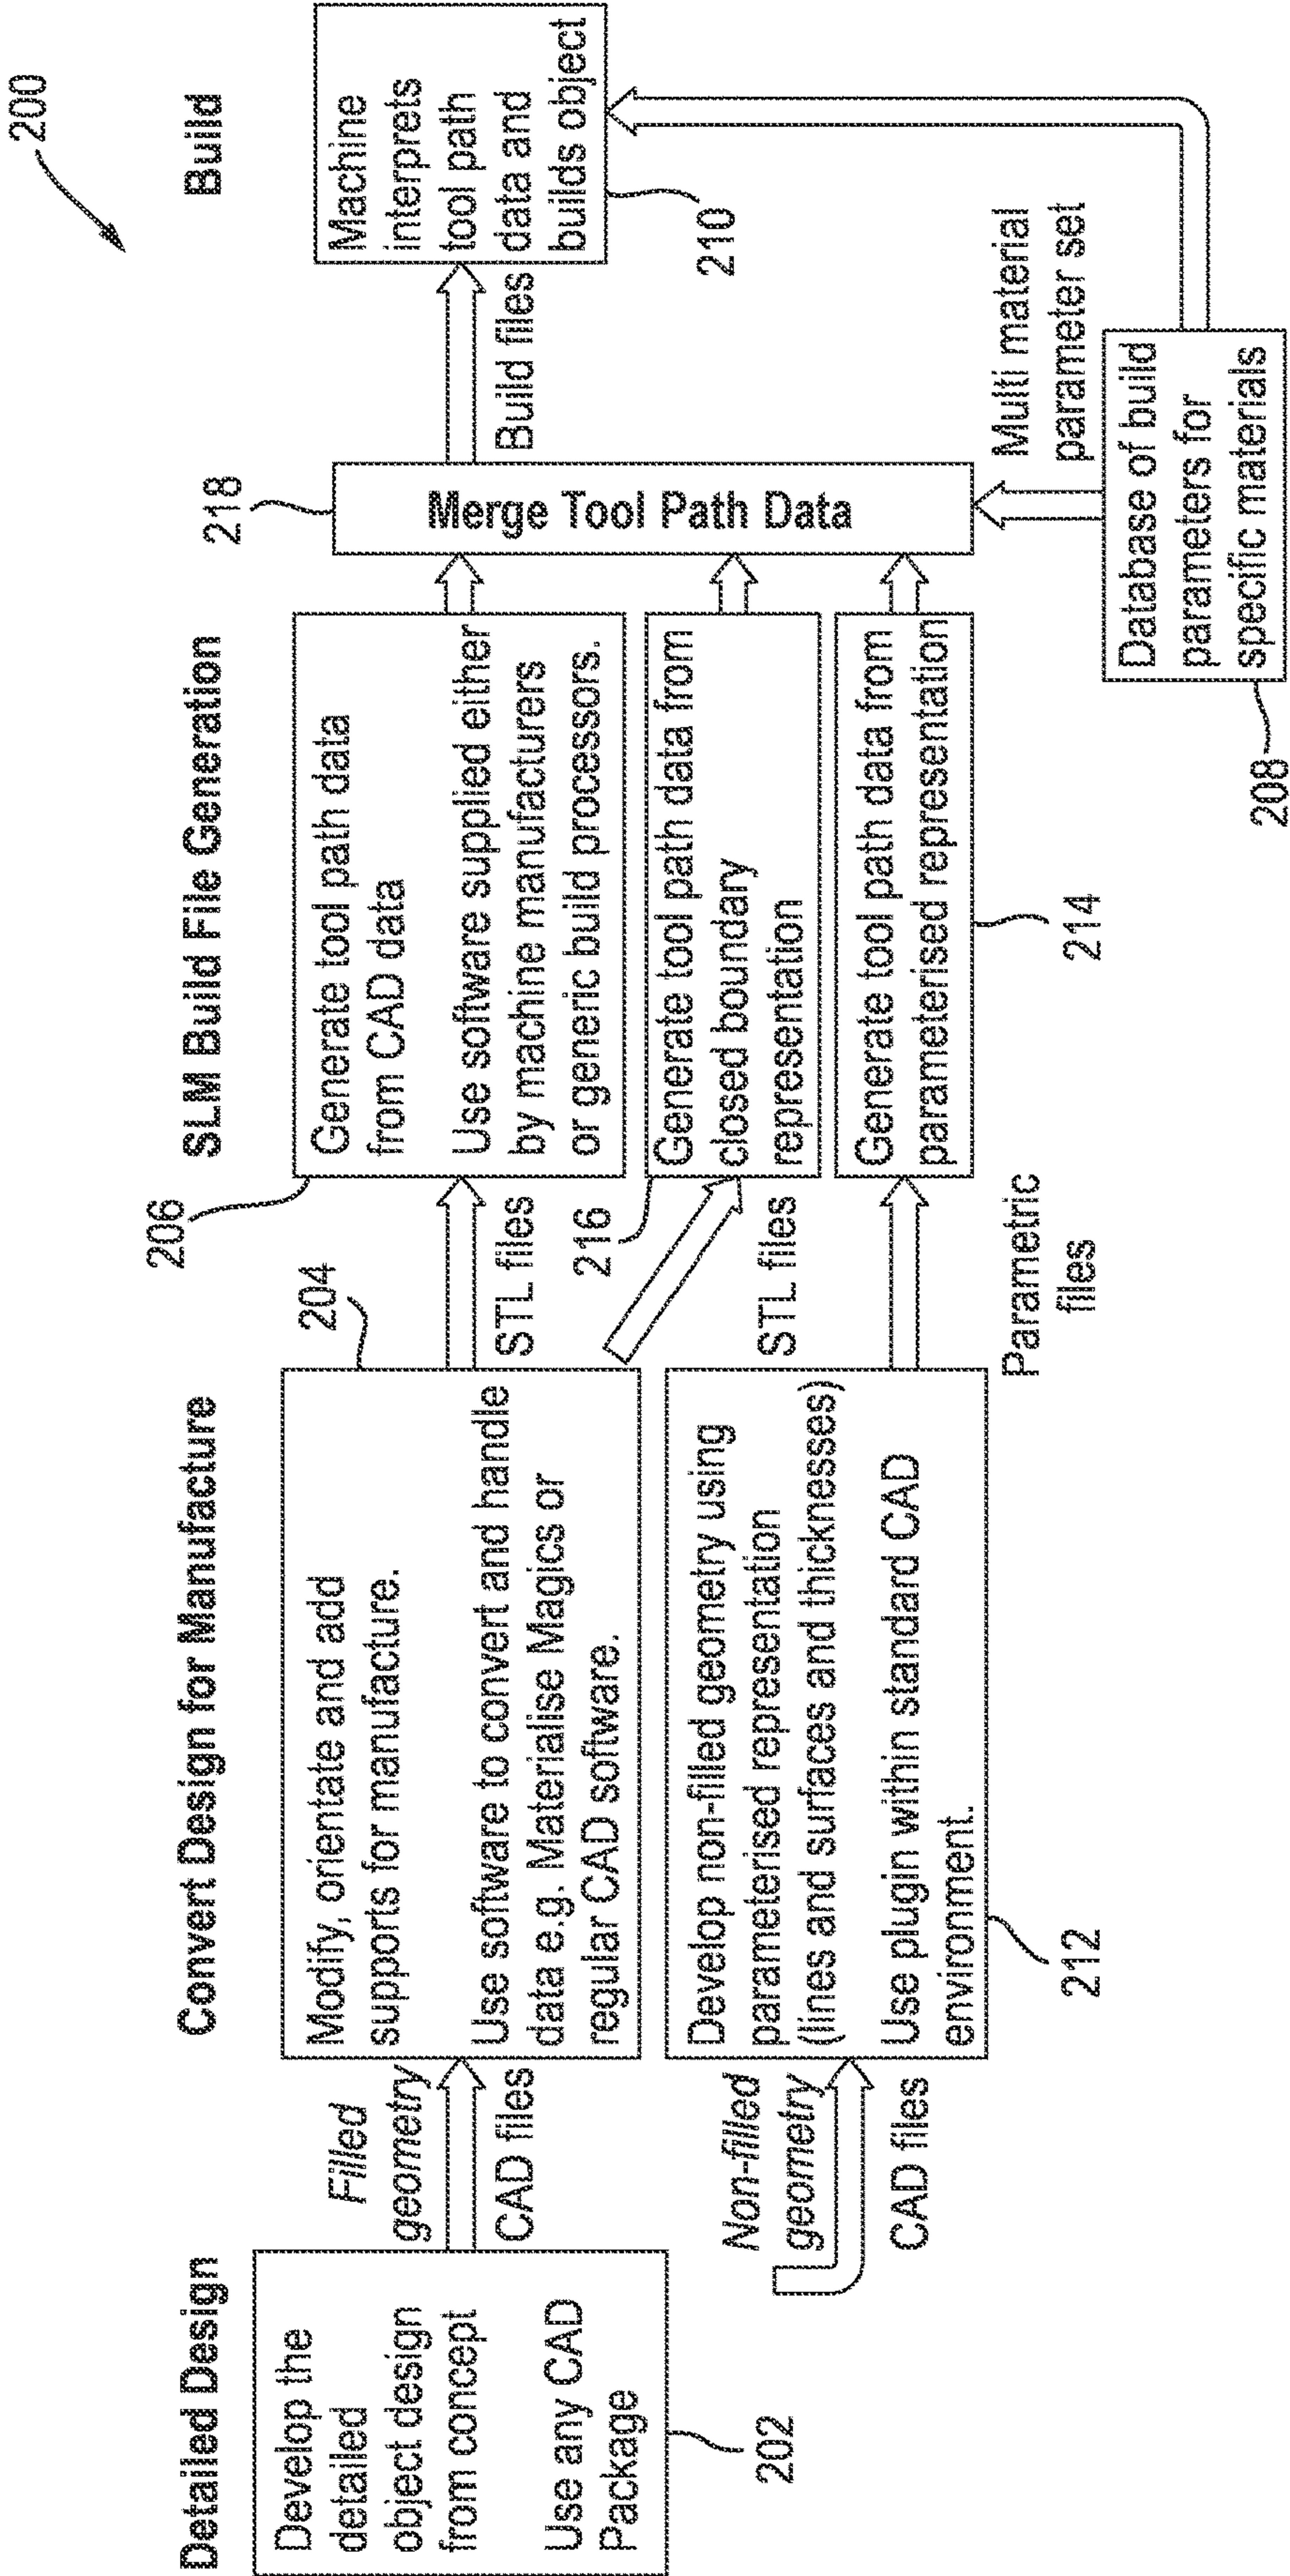 200
Detailed Design
Convert Design for Manufacture
SLM Build File Generation
Build
Develop the
detailed
object design
from concept
Use any CAD
Package
202
Filled
geometry
CAD files
Non-filled
geometry
CAD files
204
Modify, orientate and add
supports for manufacture.
Use software to convert and handle
data e.g. Materialise Magics or
regular CAD software.
Develop non-filled geometry using
parameterised representation
(lines and surfaces and thicknesses)
Use plugin within standard CAD
environment.
212
STL files
STL files
Parametric
files
206
Generate tool path data
from CAD data
Use software supplied either
by machine manufacturers
or generic build processors.
216
Generate tool path data from
closed boundary
representation
Generate tool path data from
parameterised representation
214
218
Merge Tool Path Data
Build files
Machine
interprets
tool path
data and
builds object
210
Multi material
parameter set
Database of build
parameters for
specific materials
208